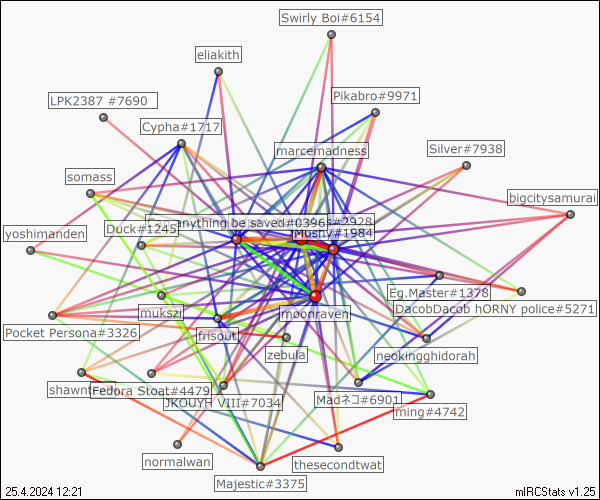 Swirly Boi#6154
eliakith
LPK2387 #7690
Pikabro#9971
Cypha#1717
marcemadness
Silver#7938
somass
bigcitysamurai
anything be saved#0396
#2928
Duck#1245
Mushy#1984
yoshimanden
Eg.Master#1378
mukszi
moonraven
DacobDacob hORNY police#5271
Pocket Persona#3326
frisout
zebula
neokingghidorah
shawn
Fedora Stoat#4479
JKOUYH VIII#7034
Madネコ#6901
ming#4742
normalwan
thesecondtwat
Majestic#3375
25.4.2024 12:21
mIRCStats v1.25